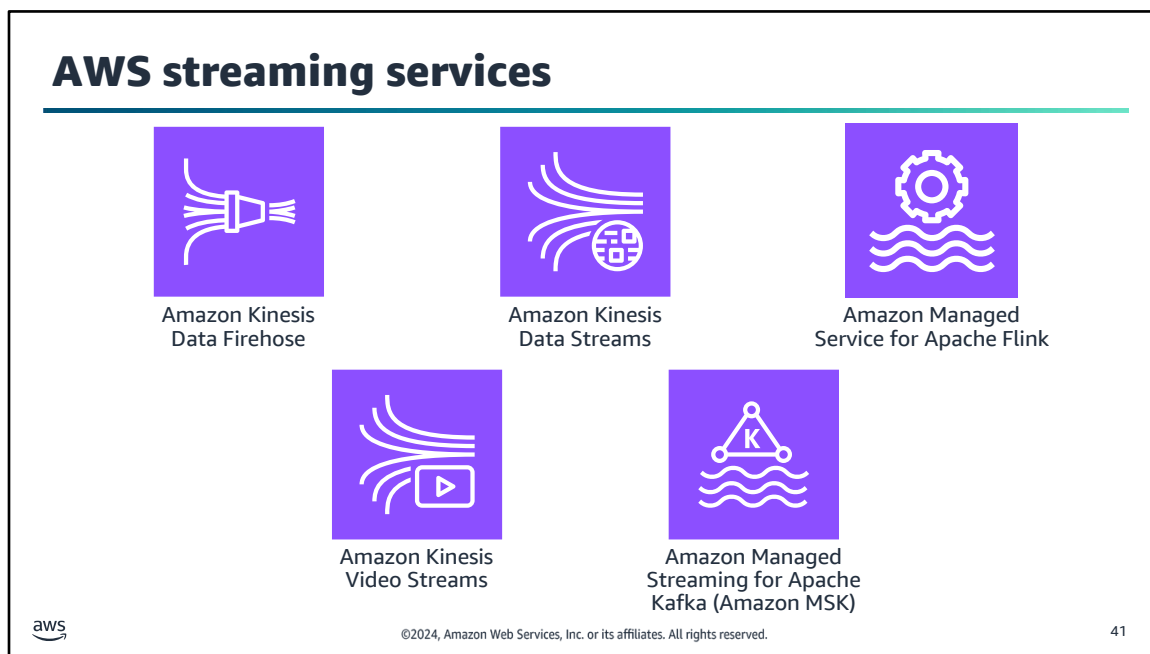 AWS streaming services
Amazon Kinesis
Data Firehose
Amazon Kinesis
Data Streams
Amazon Managed
Service for Apache Flink
K
Amazon Kinesis
Video Streams
Amazon Managed
Streaming for Apache
Kafka (Amazon MSK)
aws
©2024, Amazon Web Services, Inc. or its affiliates. All rights reserved.
41